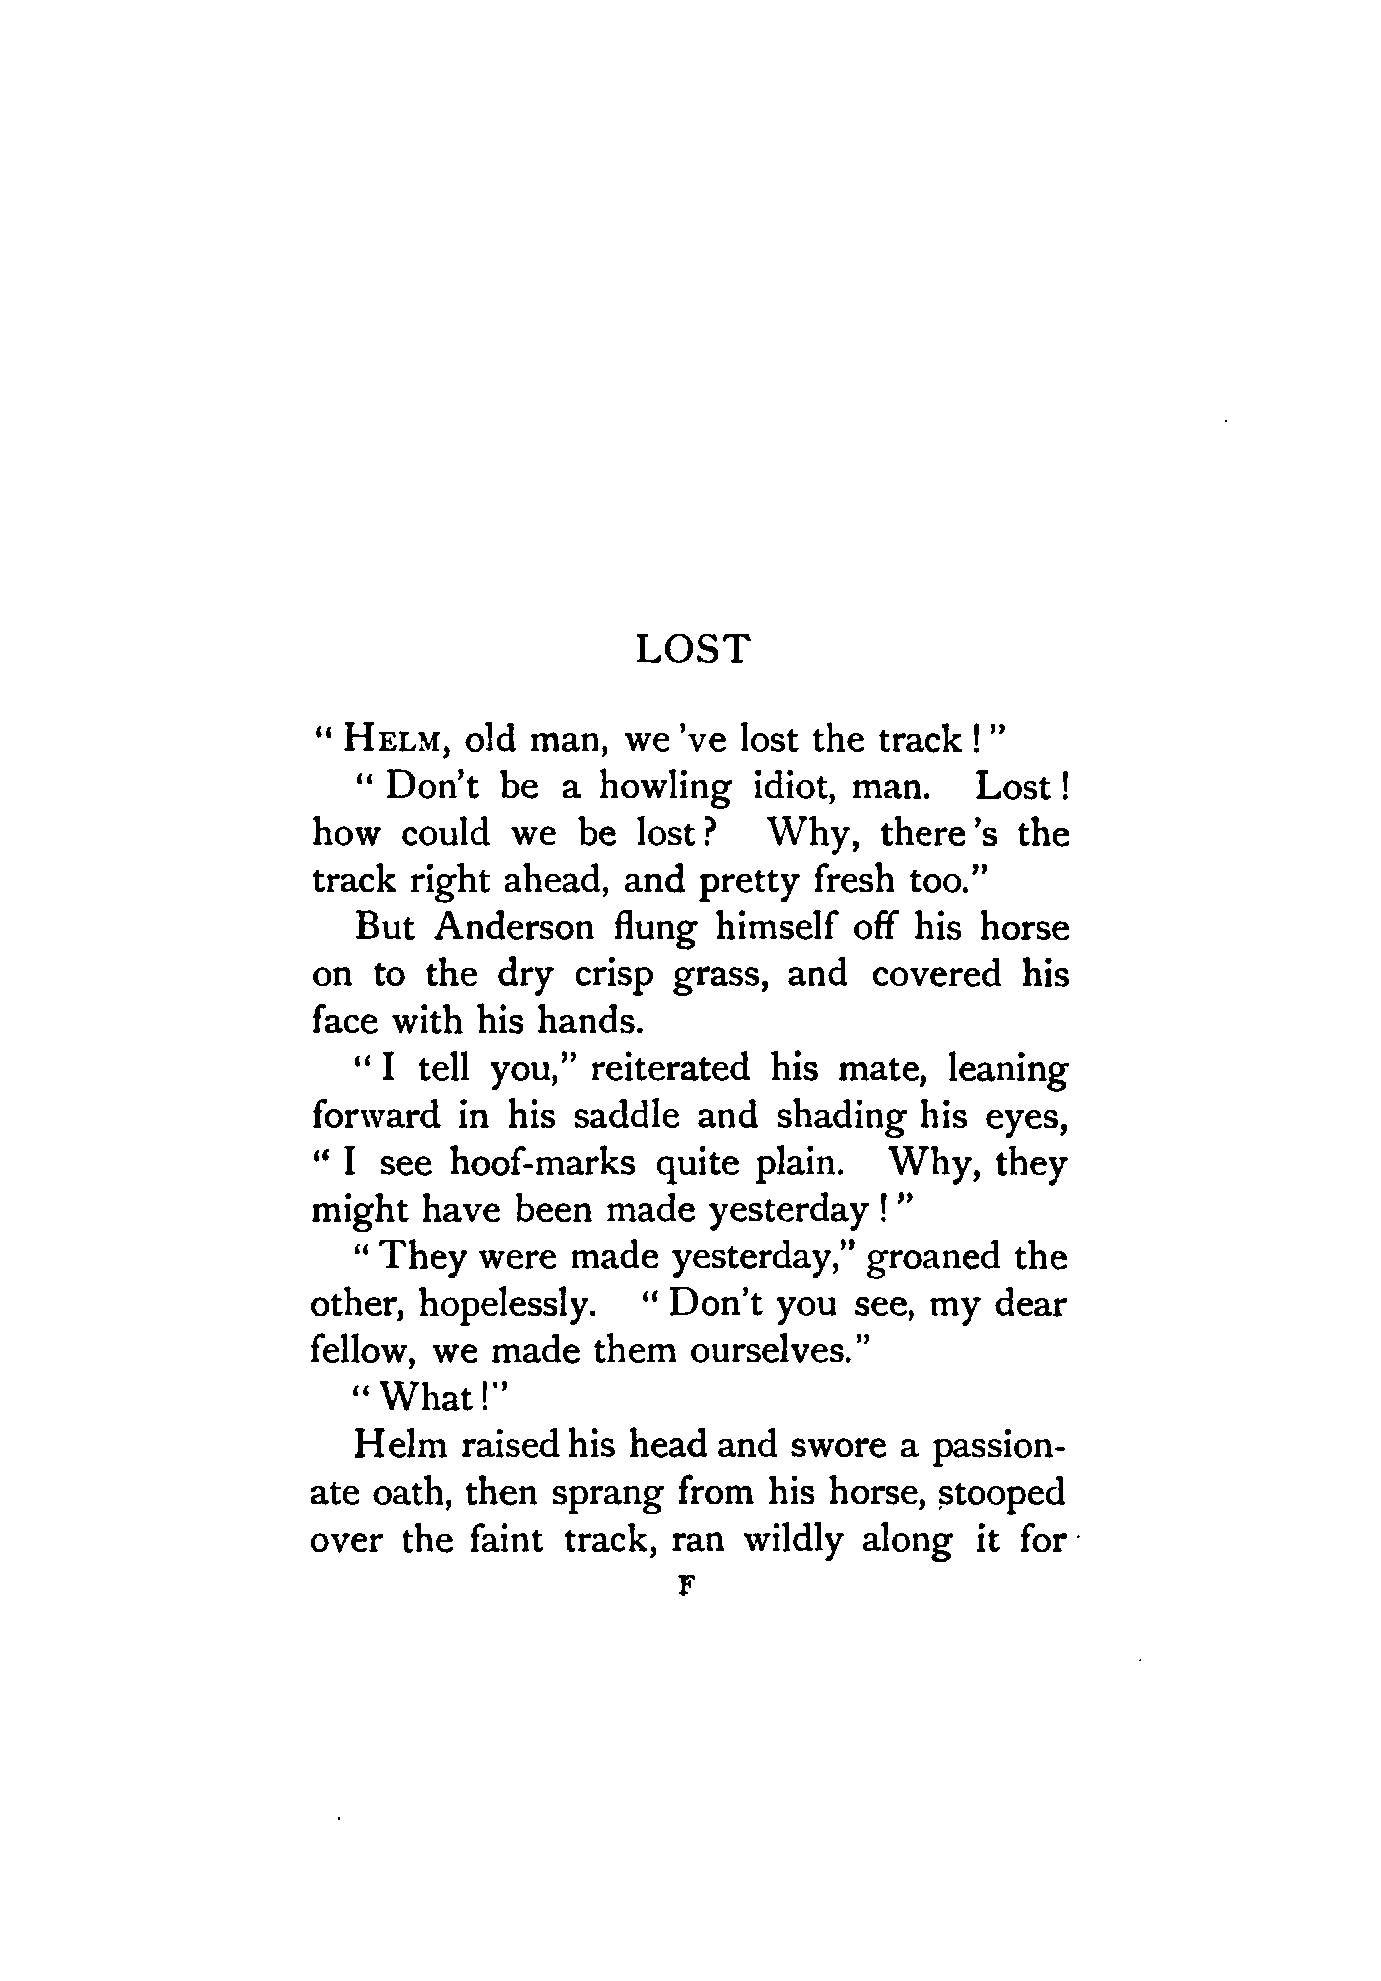 LOST
“ HELM, old man, we 've lost the track ! ”
“ Don't be a howling idiot, man. Lost !
how could we be lost ? Why, there 's the
track right ahead, and pretty fresh too.”
But Anderson flung himself off his horse
on to the dry crisp grass, and covered his
face with his hands.
“ I tell you,” reiterated his mate, leaning
forward in his saddle and shading his eyes,
“ I see hoof-marks quite plain. Why, they
might have been made yesterday ! ”
“ They were made yesterday,” groaned the
other, hopelessly. “ Don't you see, my dear
fellow, we made them ourselves.”
“ What !”
Helm raised his head and swore a passion-
ate oath, then sprang from his horse, stooped
over the faint track, ran wildly along it for
F